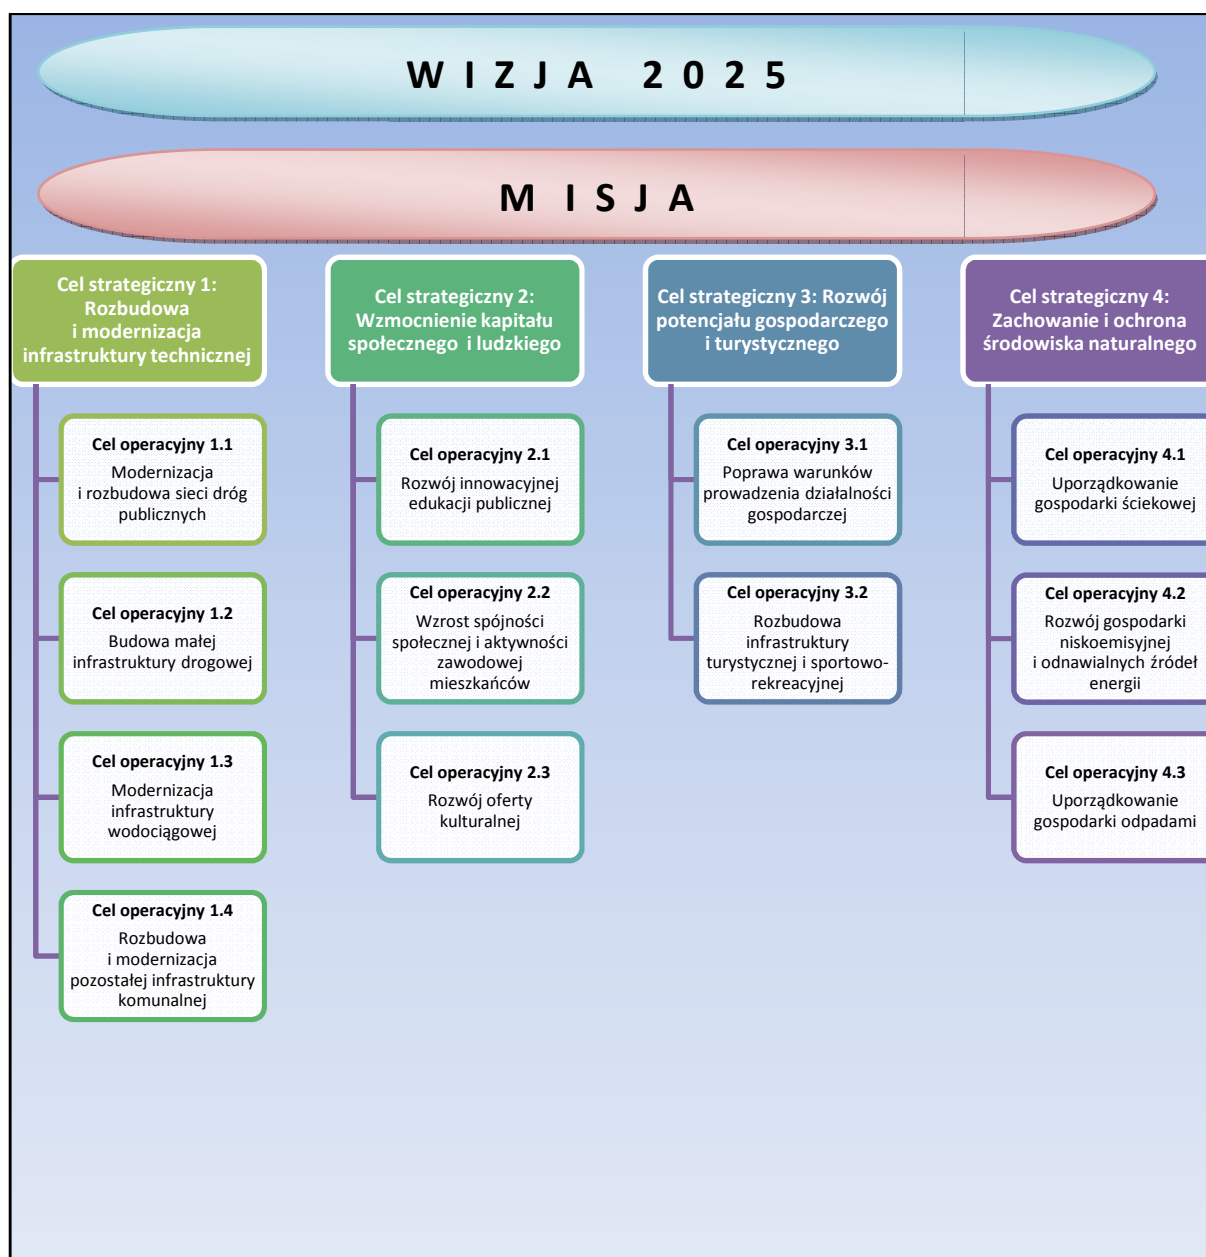 WIZJA 2025
MISJA
Cel strategiczny 1:
Rozbudowa
i modernizacja
infrastruktury technicznej
Cel operacyjny 1.1
Modernizacja
i rozbudowa sieci dróg
publicznych
Cel operacyjny 1.2
Budowa małej
infrastruktury drogowej
Cel operacyjny 1.3
Modernizacja
infrastruktury
wodociągowej
Cel operacyjny 1.4
Rozbudowa
i modernizacja
pozostałej infrastruktury
komunalnej
Cel strategiczny 2:
Wzmocnienie kapitału
społecznego i ludzkiego
Cel operacyjny 2.1
Rozwój innowacyjnej
edukacji publicznej
Cel operacyjny 2.2
Wzrost spójności
społecznej i aktywności
zawodowej
mieszkańców
Cel operacyjny 2.3
Rozwój oferty
kulturalnej
Cel strategiczny 3: Rozwój
potencjału gospodarczego
i turystycznego
Cel operacyjny 3.1
Poprawa warunków
prowadzenia działalności
gospodarczej
Cel operacyjny 3.2
Rozbudowa
infrastruktury
turystycznej i sportowo-
rekreacyjnej
Cel strategiczny 4:
Zachowanie i ochrona
środowiska naturalnego
Cel operacyjny 4.1
Uporządkowanie
gospodarki ściekowej
Cel operacyjny 4.2
Rozwój gospodarki
niskoemisyjnej
i odnawialnych źródeł
energii
Cel operacyjny 4.3
Uporządkowanie
gospodarki odpadami